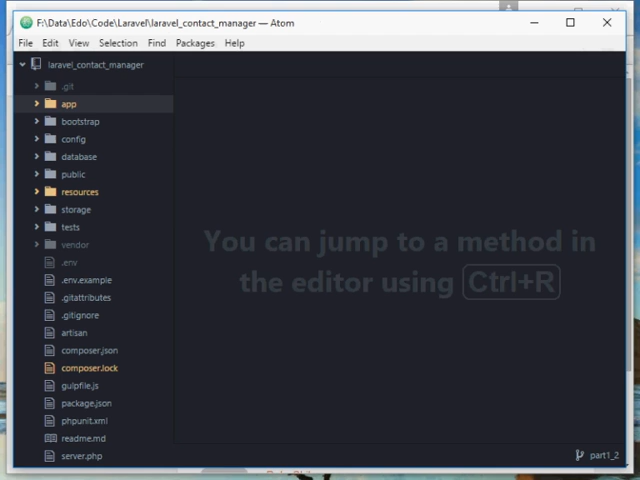 F:\Data\Edo\Code\Laravel\laravel_contact_manager — Atom
File Edit View Selection Find Packages Help
laravel_contact_manager
.git
app
bootstrap
config
database
public
resources
storage
tests
vendor
.env
.env.example
.gitattributes
.gitignore
artisan
composer.json
composer.lock
gulpfile.js
package.json
phpunit.xml
readme.md
server.php
You can jump to a method in
the editor using Ctrl+R
part1_2